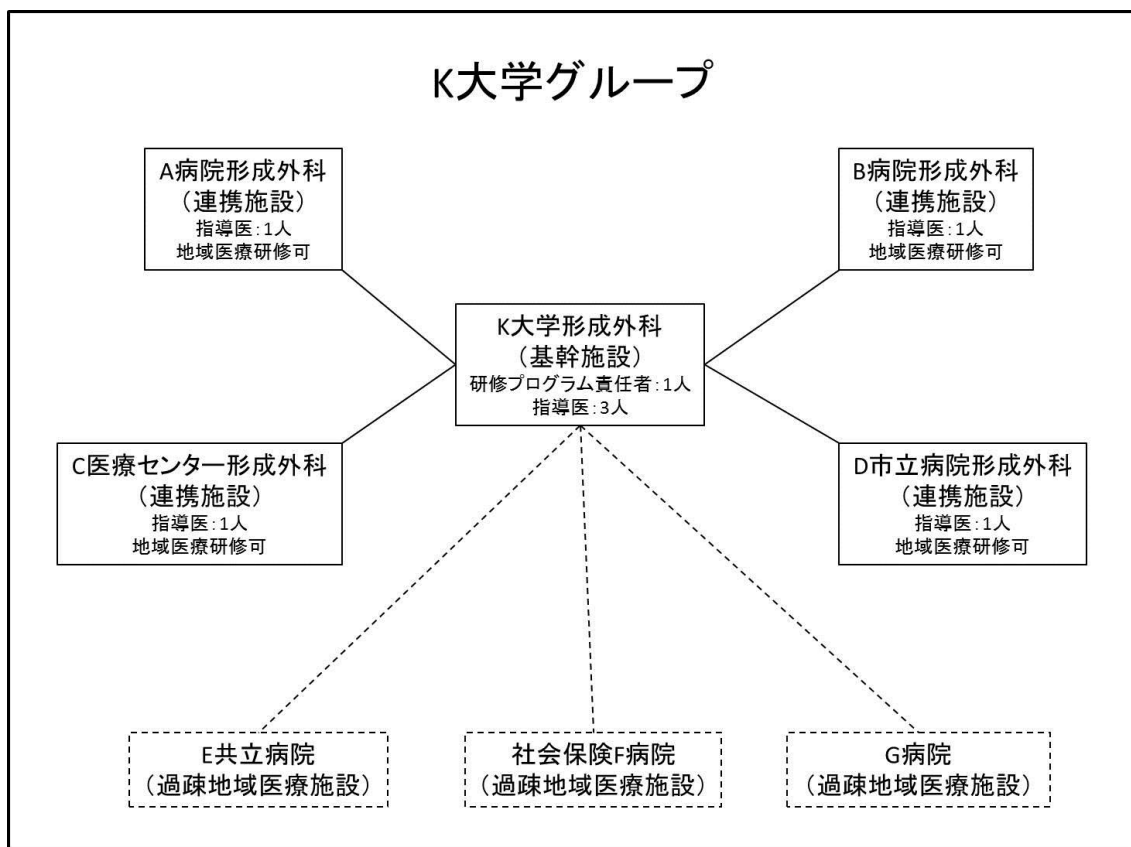 K大学グループ
A病院形成外科
（連携施設）
指導医：1人
地域医療研修可
B病院形成外科
（連携施設）
指導医：1人
地域医療研修可
K大学形成外科
（基幹施設）
研修プログラム責任者：1人
指導医：3人
C医療センター形成外科
（連携施設）
指導医：1人
地域医療研修可
D市立病院形成外科
（連携施設）
指導医：1人
地域医療研修可
E共立病院
（過疎地域医療施設）
社会保険F病院
（過疎地域医療施設）
G病院
（過疎地域医療施設）